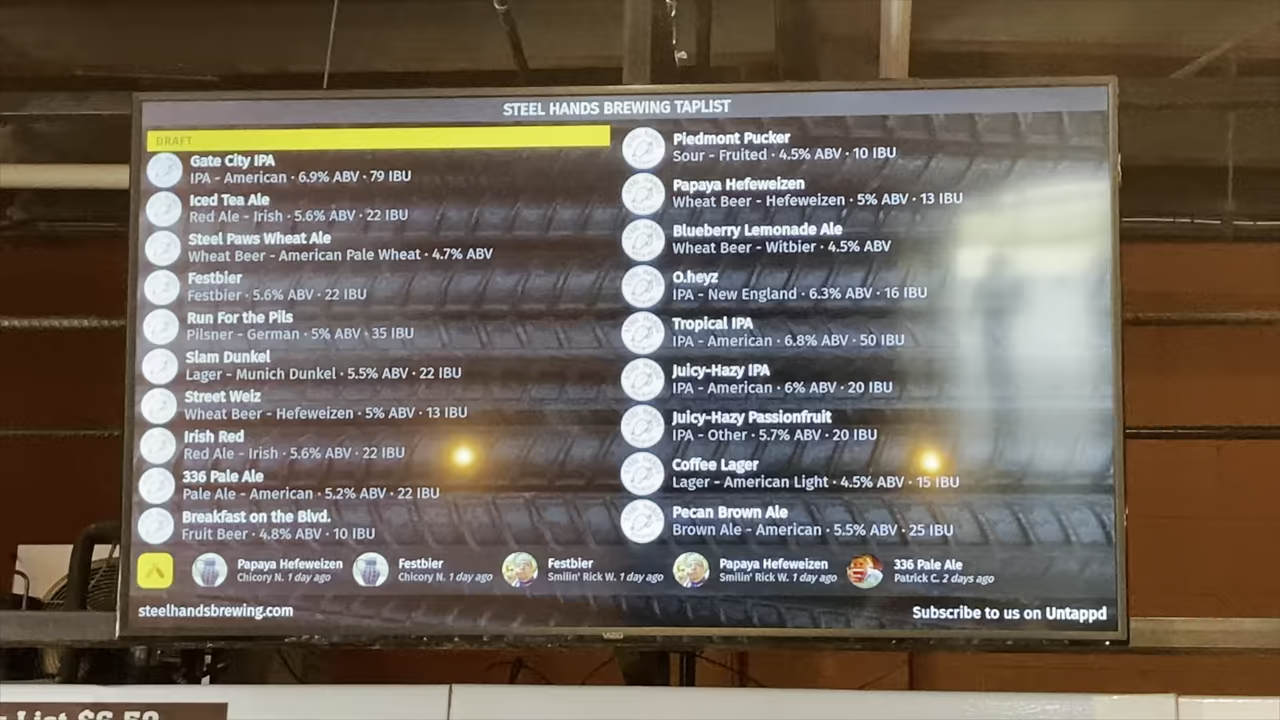 STEEL HANDS BREWING TAPLIST
DRAFT
Gate City IPA
IPA - American · 6.9% ABV · 79 IBU
Iced Tea Ale
Red Ale - Irish · 5.6% ABV · 22 IBU
Steel Paws Wheat Ale
Wheat Beer - American Pale Wheat · 4.7% ABV
Festbier
Festbier · 5.6% ABV · 22 IBU
Run For the Pils
Pilsner - German · 5% ABV · 35 IBU
Slam Dunkel
Lager - Munich Dunkel · 5.5% ABV · 22 IBU
Street Weiz
Wheat Beer - Hefeweizen · 5% ABV · 13 IBU
Irish Red
Red Ale - Irish · 5.6% ABV · 22 IBU
336 Pale Ale
Pale Ale - American · 5.2% ABV · 22 IBU
Breakfast on the Blvd.
Fruit Beer · 4.8% ABV · 10 IBU
Piedmont Pucker
Sour - Fruited · 4.5% ABV · 10 IBU
Papaya Hefeweizen
Wheat Beer - Hefeweizen · 5% ABV · 13 IBU
Blueberry Lemonade Ale
Wheat Beer - Witbier · 4.5% ABV
O.heyz
IPA - New England · 6.3% ABV · 16 IBU
Tropical IPA
IPA - American · 6.8% ABV · 50 IBU
Juicy-Hazy IPA
IPA - American · 6% ABV · 20 IBU
Juicy-Hazy Passionfruit
IPA - Other · 5.7% ABV · 20 IBU
Coffee Lager
Lager - American Light · 4.5% ABV · 15 IBU
Pecan Brown Ale
Brown Ale - American · 5.5% ABV · 25 IBU
Papaya Hefeweizen
Chicory N. 1 day ago
Festbier
Chicory N. 1 day ago
Festbier
Smilin' Rick W. 1 day ago
Papaya Hefeweizen
Smilin' Rick W. 1 day ago
336 Pale Ale
Patrick C. 2 days ago
steelhandsbrewing.com
Subscribe to us on Untappd
VIZIO
List $6.50